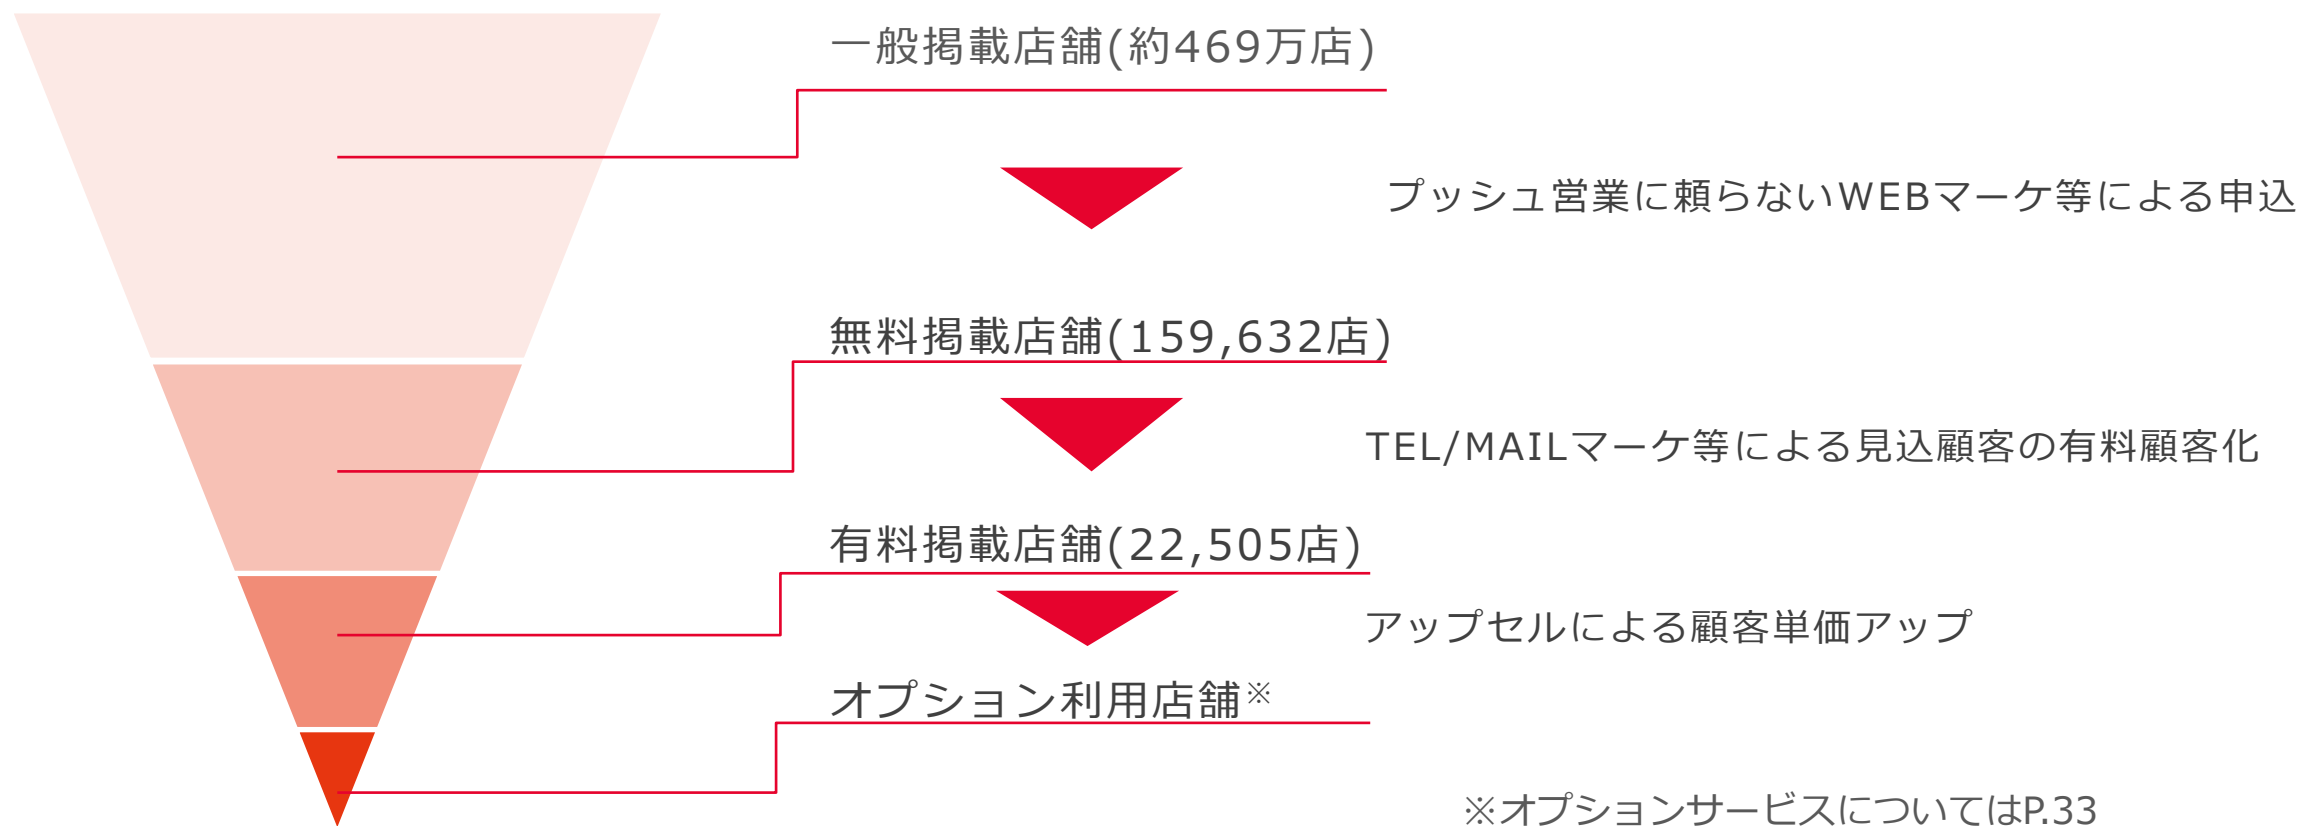 一般掲載店舗(約469万店)
プッシュ営業に頼らないWEBマーケ等による申込
無料掲載店舗(159,632店)
TEL/MAILマーケ等による見込顧客の有料顧客化
有料掲載店舗(22,505店)
アップセルによる顧客単価アップ
オプション利用店舗※
※オプションサービスについてはP.33